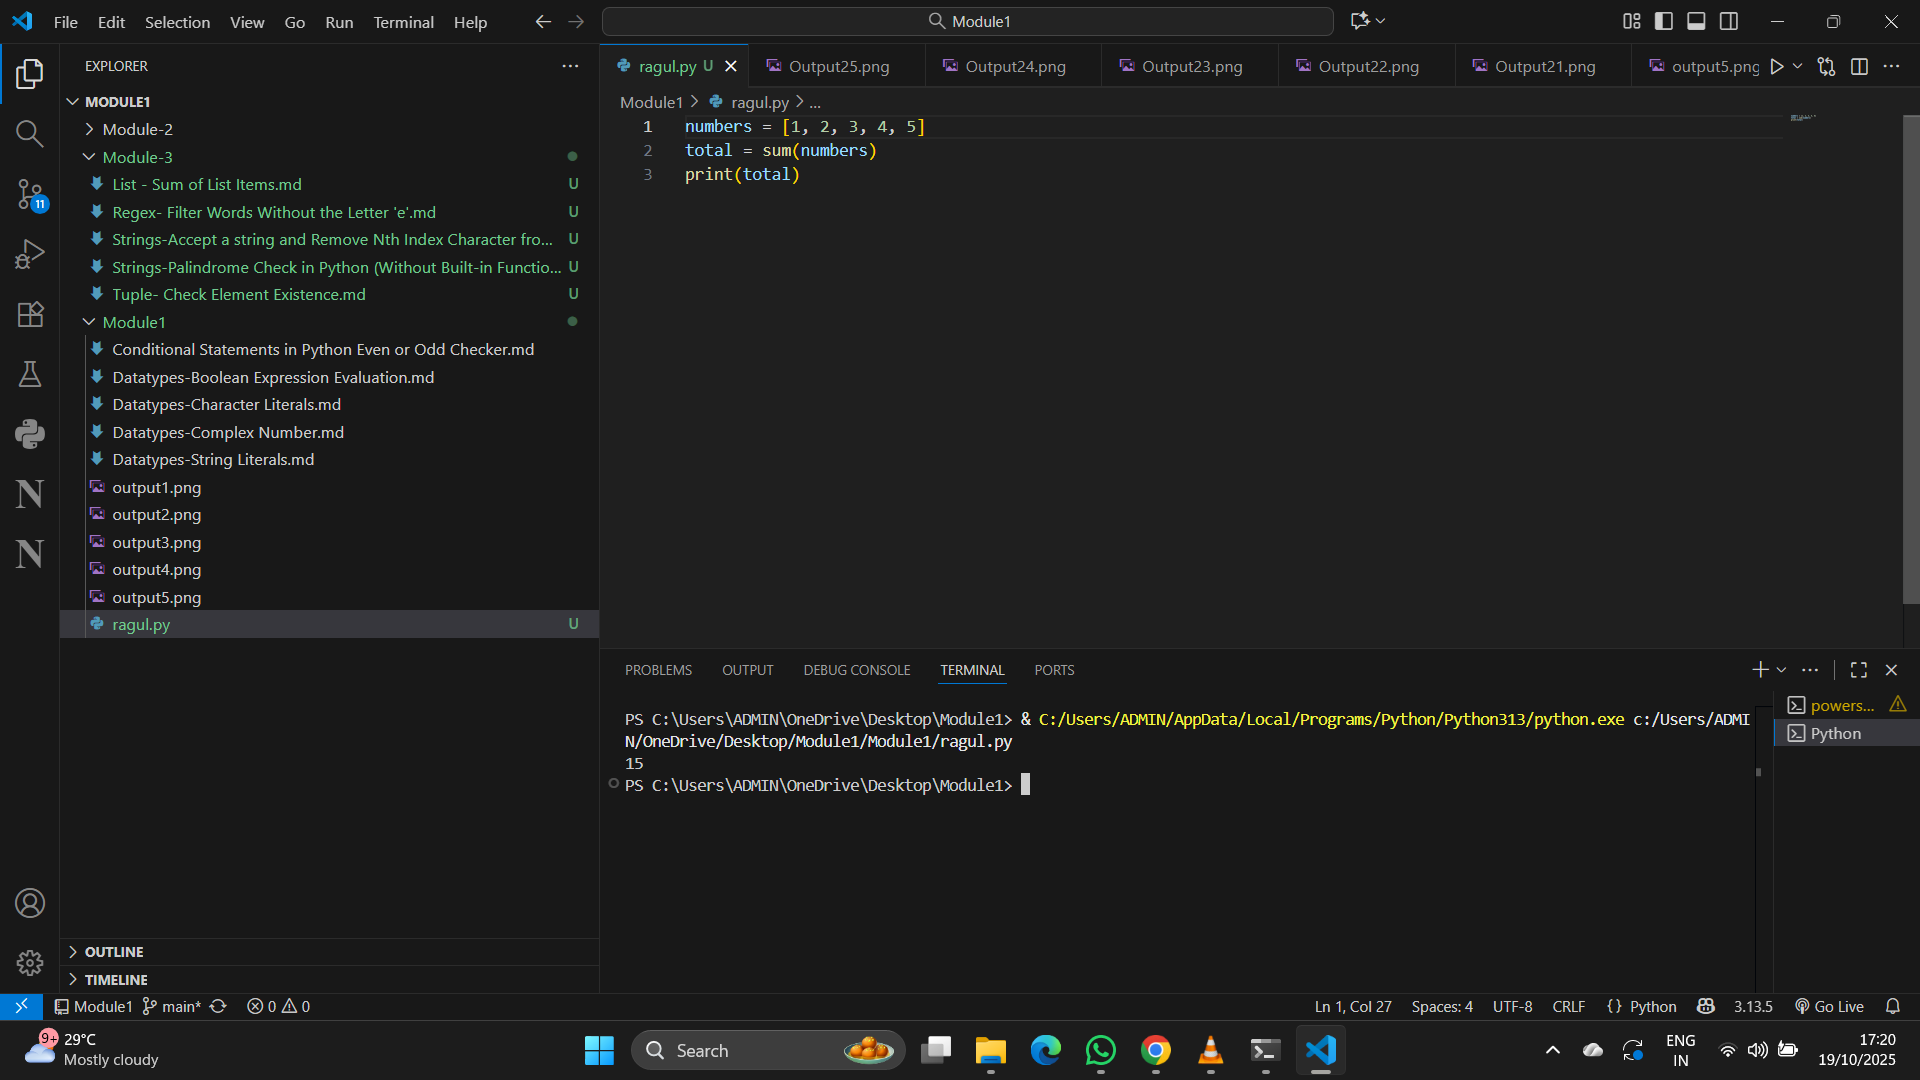 File Edit Selection View Go Run Terminal Help
Module1
EXPLORER
MODULE1
Module-2
Module-3
List - Sum of List Items.md U
Regex- Filter Words Without the Letter 'e'.md U
Strings-Accept a string and Remove Nth Index Character fro... U
Strings-Palindrome Check in Python (Without Built-in Functio... U
Tuple- Check Element Existence.md U
Module1
Conditional Statements in Python Even or Odd Checker.md
Datatypes-Boolean Expression Evaluation.md
Datatypes-Character Literals.md
Datatypes-Complex Number.md
Datatypes-String Literals.md
output1.png
output2.png
output3.png
output4.png
output5.png
ragul.py U
11
N
N
OUTLINE
TIMELINE
ragul.py U Output25.png Output24.png Output23.png Output22.png Output21.png output5.png
Module1 > ragul.py > ...
1 numbers = [1, 2, 3, 4, 5]
2 total = sum(numbers)
3 print(total)
PROBLEMS OUTPUT DEBUG CONSOLE TERMINAL PORTS
PS C:\Users\ADMIN\OneDrive\Desktop\Module1> & C:/Users/ADMIN/AppData/Local/Programs/Python/Python313/python.exe c:/Users/ADMI
N/OneDrive/Desktop/Module1/Module1/ragul.py
15
PS C:\Users\ADMIN\OneDrive\Desktop\Module1>
powers...
Python
Module1 main* 0 0 Ln 1, Col 27 Spaces: 4 UTF-8 CRLF {} Python 3.13.5 Go Live
9+ 29°C
Mostly cloudy
Search
ENG
IN
17:20
19/10/2025